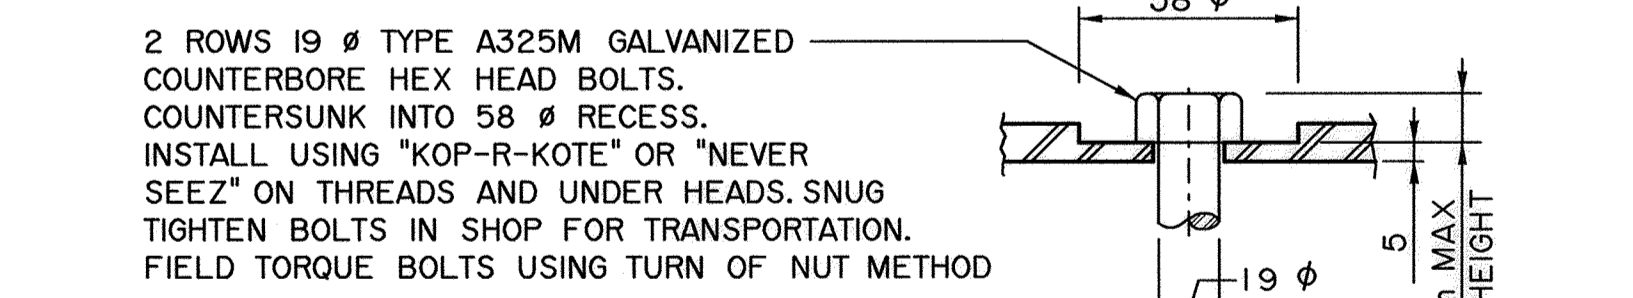 2 ROWS 19 ø TYPE A325M GALVANIZED
COUNTERBORE HEX HEAD BOLTS.
COUNTERSUNK INTO 58 ø RECESS.
INSTALL USING "KOP-R-KOTE" OR "NEVER
SEEZ" ON THREADS AND UNDER HEADS. SNUG
TIGHTEN BOLTS IN SHOP FOR TRANSPORTATION.
FIELD TORQUE BOLTS USING TURN OF NUT METHOD
58 ø
5
MAX
HEIGHT
19 ø